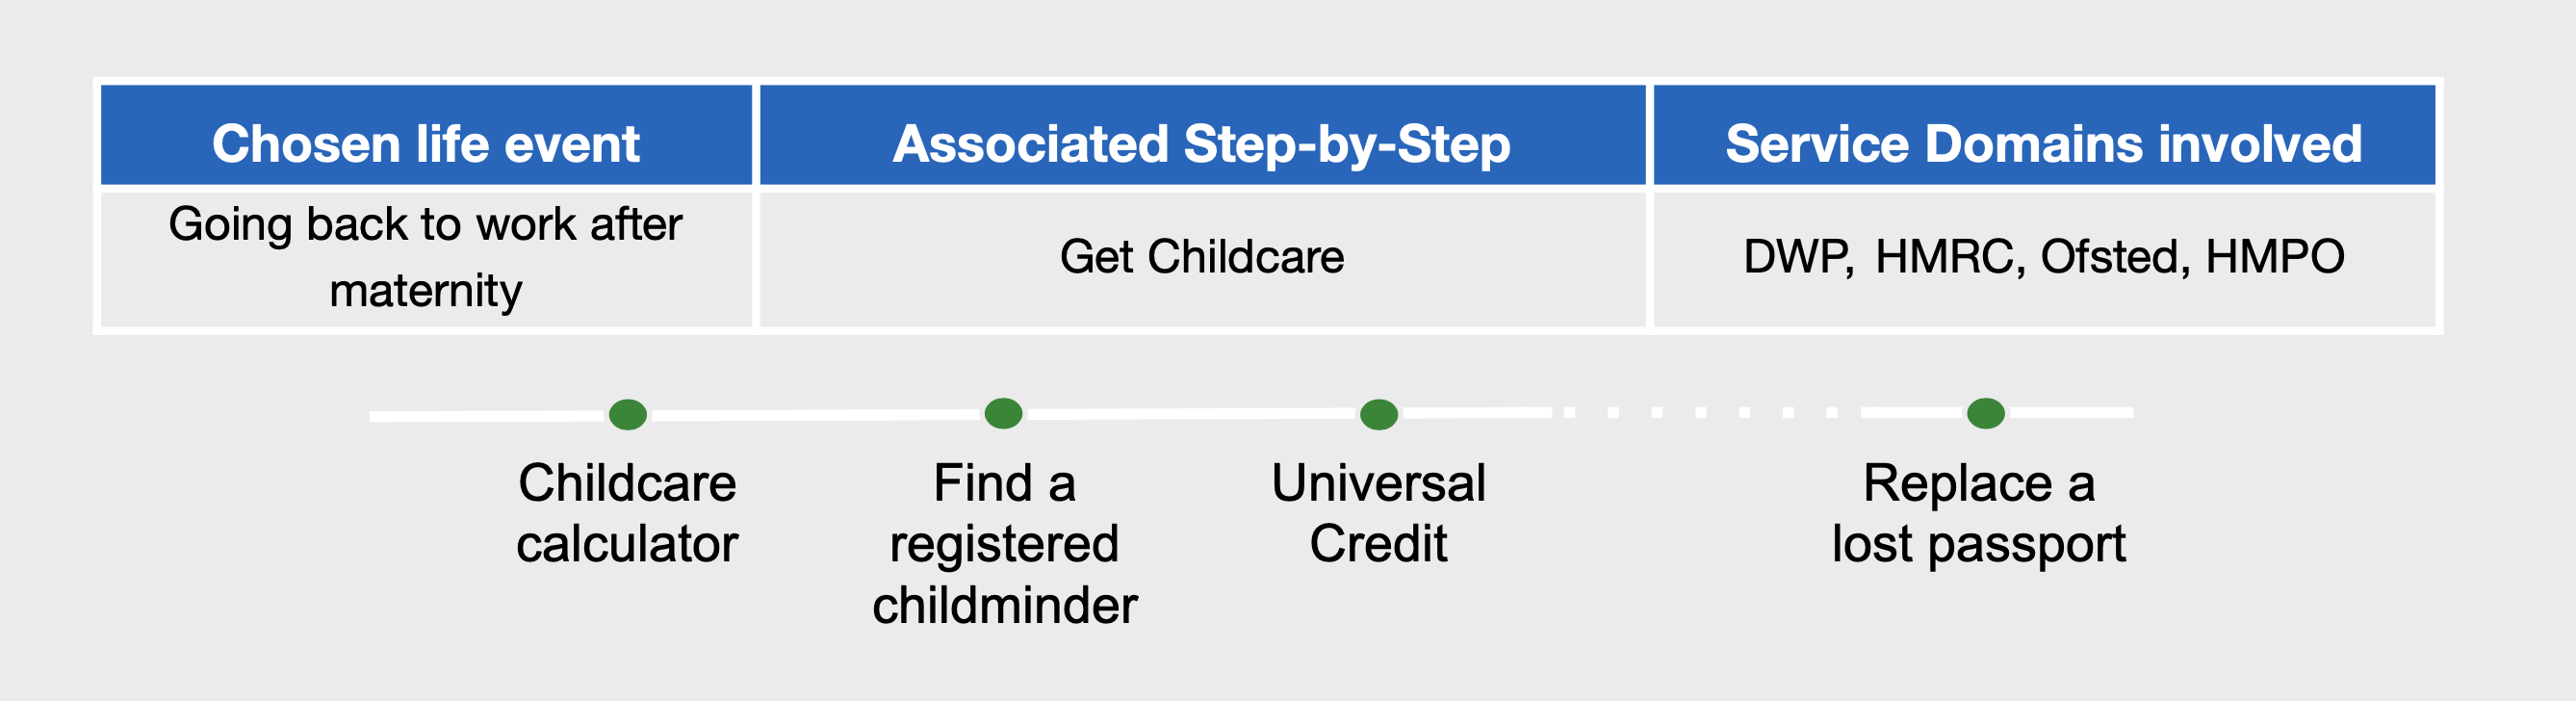 Chosen life event
Associated Step-by-Step
Service Domains involved
Going back to work after
maternity
Get Childcare
DWP, HMRC, Ofsted, HMPO
Childcare
calculator
Find a
registered
childminder
Universal
Credit
Replace a
lost passport